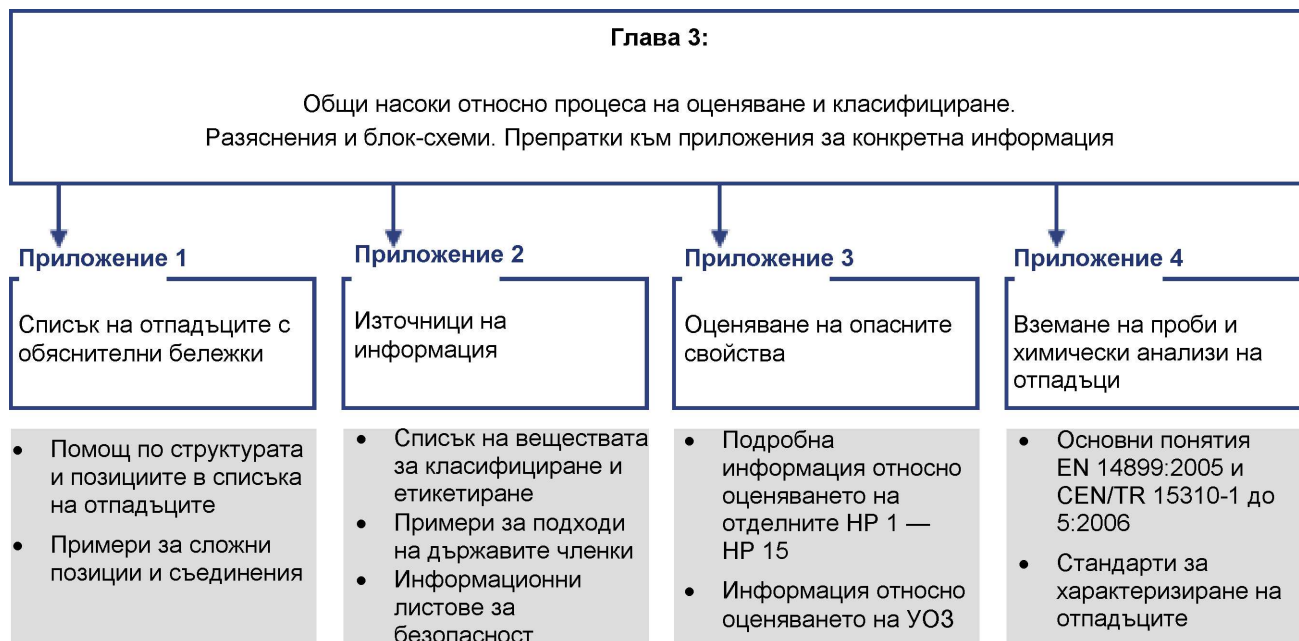 Глава 3:
Общи насоки относно процеса на оценяване и класифициране.
Разяснения и блок-схеми. Препратки към приложения за конкретна информация
Приложение 1
Списък на отпадъците с
обяснителни бележки
• Помощ по структурата
и позициите в списъка
на отпадъците
• Примери за сложни
позиции и съединения
Приложение 2
Източници на
информация
• Списък на веществата
за класифициране и
етикетиране
• Примери за подходи
на държавите членки
• Информационни
листове за
безопасност
Приложение 3
Оценяване на опасните
свойства
• Подробна
информация относно
оценяването на
отделните HP 1 —
HP 15
• Информация относно
оценяването на УОЗ
Приложение 4
Вземане на проби и
химически анализи на
отпадъци
• Основни понятия
EN 14899:2005 и
CEN/TR 15310-1 до
5:2006
• Стандарти за
характеризиране на
отпадъците